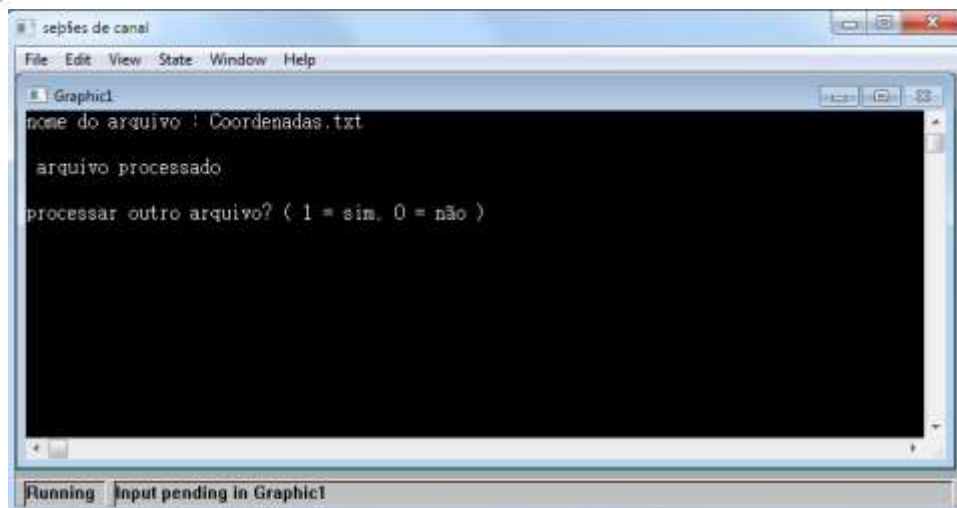 seþfies de canal
File Edit View State Window Help
Graphic1
nome do arquivo : Coordenadas.txt
arquivo processado
processar outro arquivo? ( 1 = sim, 0 = não )
Running Input pending in Graphic1